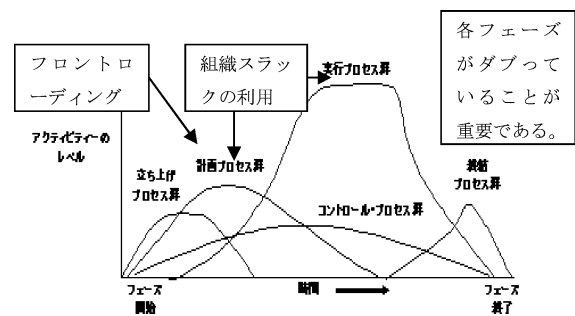 フロントロ
ーディング
組織スラッ
クの利用
各フェーズ
がダブって
いることが
重要である。
実行プロセス群
アクティビティーの
レベル
立ち上げ
プロセス群
計画プロセス群
コントロール・プロセス群
終結
プロセス群
フェーズ
開始
時間
フェーズ
終了